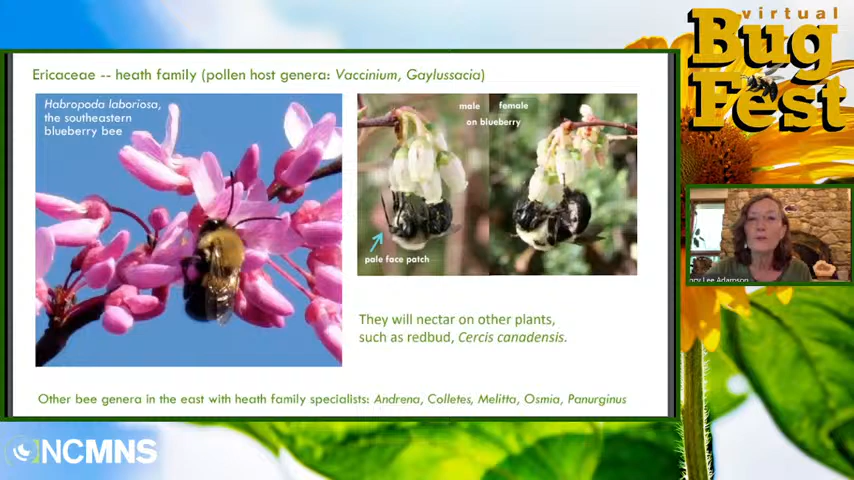 virtual
Bug
Fest
Ericaceae -- heath family (pollen host genera: Vaccinium, Gaylussacia)
Habropoda laboriosa,
the southeastern
blueberry bee
male female
on blueberry
pale face patch
They will nectar on other plants,
such as redbud, Cercis canadensis.
Other bee genera in the east with heath family specialists: Andrena, Colletes, Melitta, Osmia, Panurginus
Lee Adamson
NCMNS